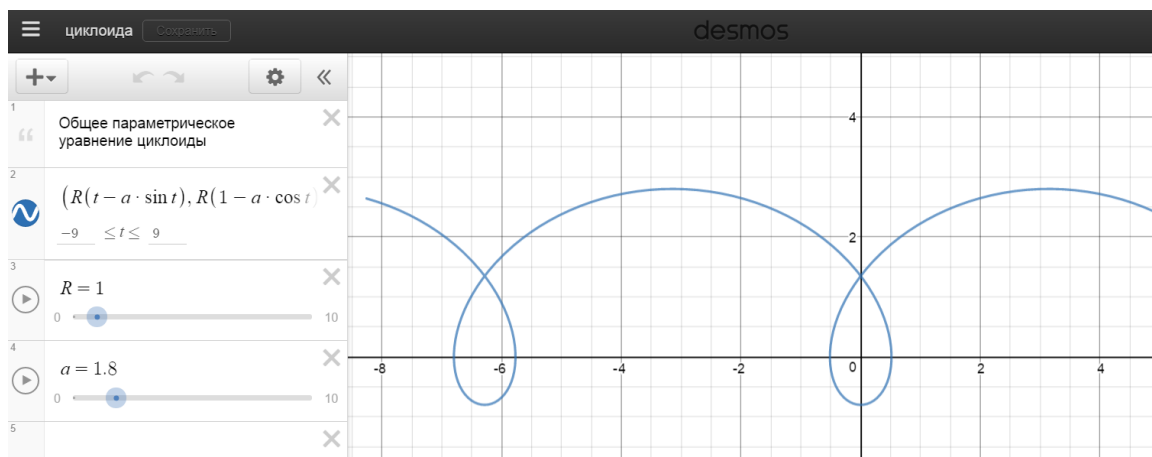 циклоида Сохранить desmos
1
Общее параметрическое
уравнение циклоиды
2
(R(t − a · sin t), R(1 − a · cos t)
−9 ≤ t ≤ 9
3
R = 1
0 10
4
a = 1.8
0 10
5
4
2
-8 -6 -4 -2 0 2 4